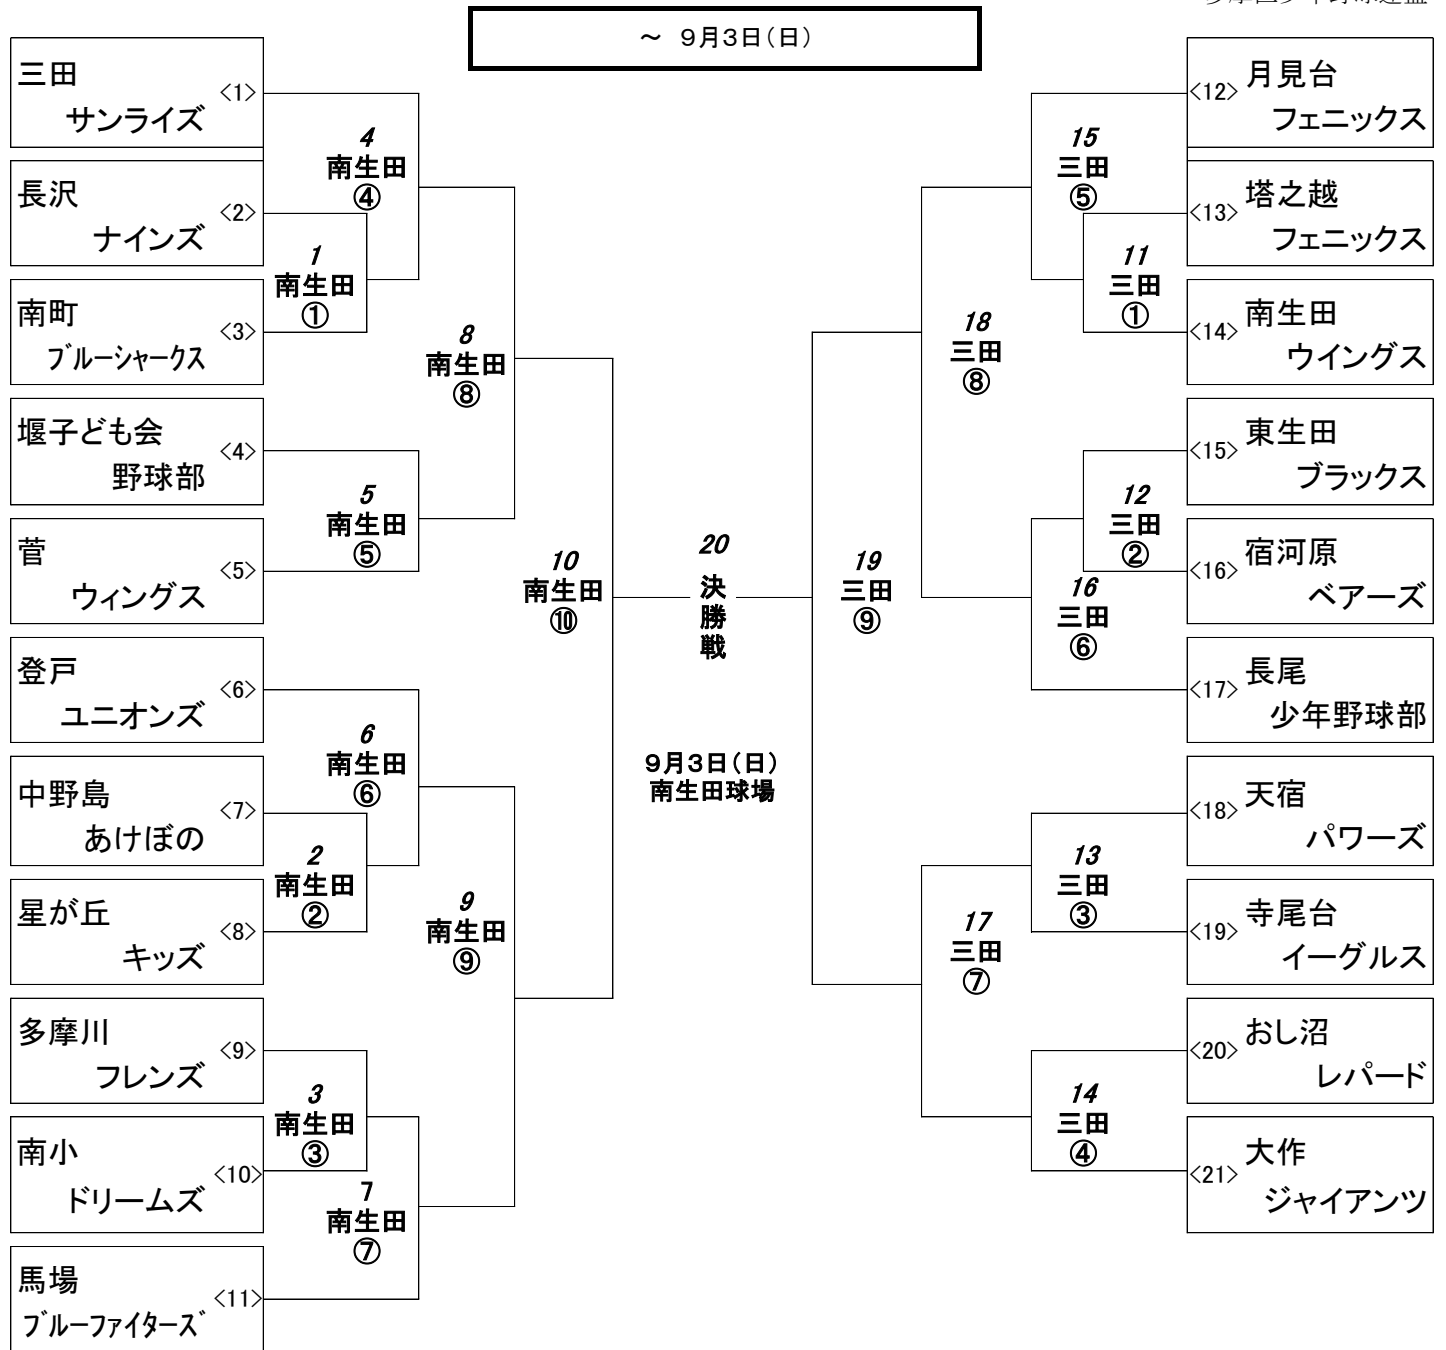 ～ 9月3日(日)
三田
サンライズ
<1>
長沢
ナインズ
<2>
南町
ブルーシャークス
<3>
堰子ども会
野球部
<4>
菅
ウィングス
<5>
登戸
ユニオンズ
<6>
中野島
あけぼの
<7>
星が丘
キッズ
<8>
多摩川
フレンズ
<9>
南小
ドリームズ
<10>
馬場
ブルーファイターズ
<11>
4
南生田
④
1
南生田
①
8
南生田
⑧
5
南生田
⑤
10
南生田
⑩
6
南生田
⑥
2
南生田
②
9
南生田
⑨
3
南生田
③
7
南生田
⑦
20
決
勝
戦
9月3日(日)
南生田球場
15
三田
⑤
11
三田
①
18
三田
⑧
12
三田
②
19
三田
⑨
16
三田
⑥
13
三田
③
17
三田
⑦
14
三田
④
<12>
月見台
フェニックス
<13>
塔之越
フェニックス
<14>
南生田
ウイングス
<15>
東生田
ブラックス
<16>
宿河原
ベアーズ
<17>
長尾
少年野球部
<18>
天宿
パワーズ
<19>
寺尾台
イーグルス
<20>
おし沼
レパード
<21>
大作
ジャイアンツ